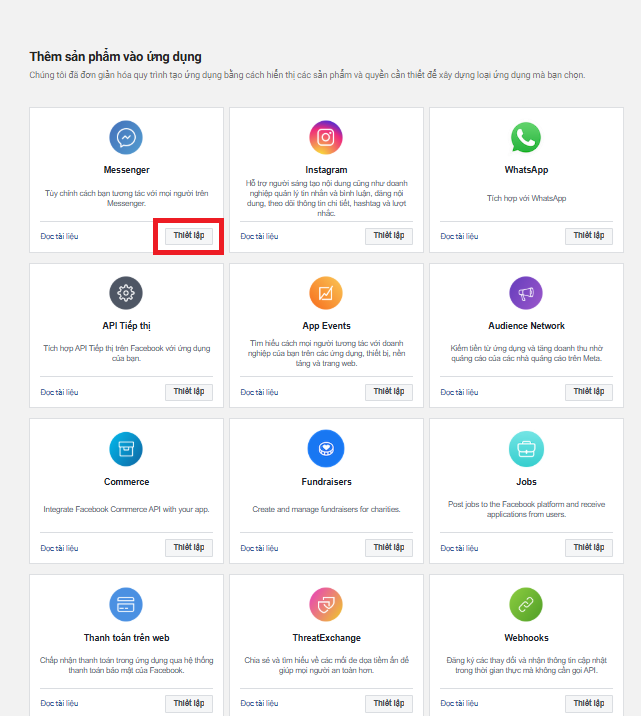 Thêm sản phẩm vào ứng dụng
Chúng tôi đã đơn giản hóa quy trình tạo ứng dụng bằng cách hiển thị các sản phẩm và quyền cần thiết để xây dựng loại ứng dụng mà bạn chọn.
Messenger
Tùy chỉnh cách bạn tương tác với mọi người trên
Messenger.
Đọc tài liệu
Thiết lập
Instagram
Hỗ trợ người sáng tạo nội dung cũng như doanh
nghiệp quản lý tin nhắn và bình luận, đăng nội
dung, theo dõi thông tin chi tiết, hashtag và lượt
nhắc.
Đọc tài liệu
Thiết lập
WhatsApp
Tích hợp với WhatsApp
Đọc tài liệu
Thiết lập
API Tiếp thị
Tích hợp API Tiếp thị trên Facebook với ứng dụng
của bạn.
Đọc tài liệu
Thiết lập
App Events
Tìm hiểu cách mọi người tương tác với doanh
nghiệp của bạn trên các ứng dụng, thiết bị, nền
tảng và trang web.
Đọc tài liệu
Thiết lập
Audience Network
Kiếm tiền từ ứng dụng và tăng doanh thu nhờ
quảng cáo của các nhà quảng cáo trên Meta.
Đọc tài liệu
Thiết lập
Commerce
Integrate Facebook Commerce API with your app.
Đọc tài liệu
Thiết lập
Fundraisers
Create and manage fundraisers for charities.
Đọc tài liệu
Thiết lập
Jobs
Post jobs to the Facebook platform and receive
applications from users.
Đọc tài liệu
Thiết lập
Thanh toán trên web
Chấp nhận thanh toán trong ứng dụng qua hệ thống
thanh toán bảo mật của Facebook.
Đọc tài liệu
Thiết lập
ThreatExchange
Chia sẻ và tìm hiểu về các mối đe dọa tiềm ẩn để
giúp mọi người an toàn hơn.
Đọc tài liệu
Thiết lập
Webhooks
Đăng ký các thay đổi và nhận thông tin cập nhật
trong thời gian thực mà không cần gọi API.
Đọc tài liệu
Thiết lập